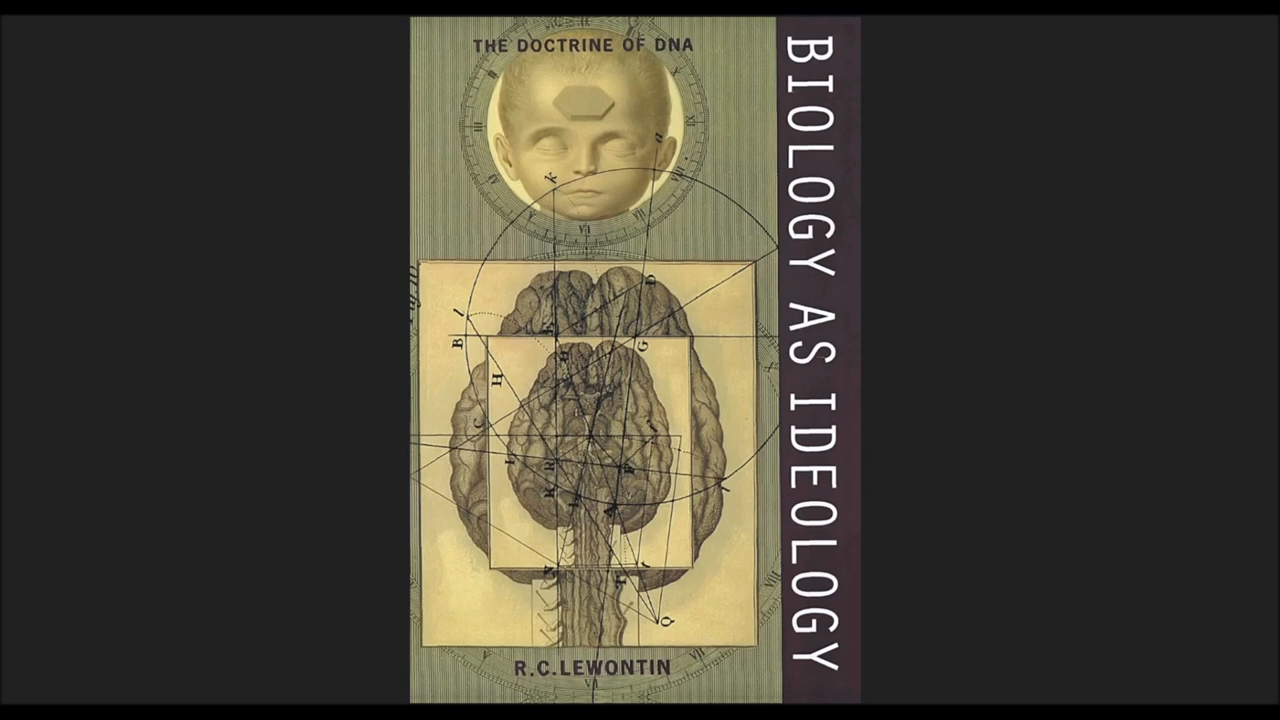 THE DOCTRINE OF DNA
BIOLOGY AS IDEOLOGY
R.C.LEWONTIN